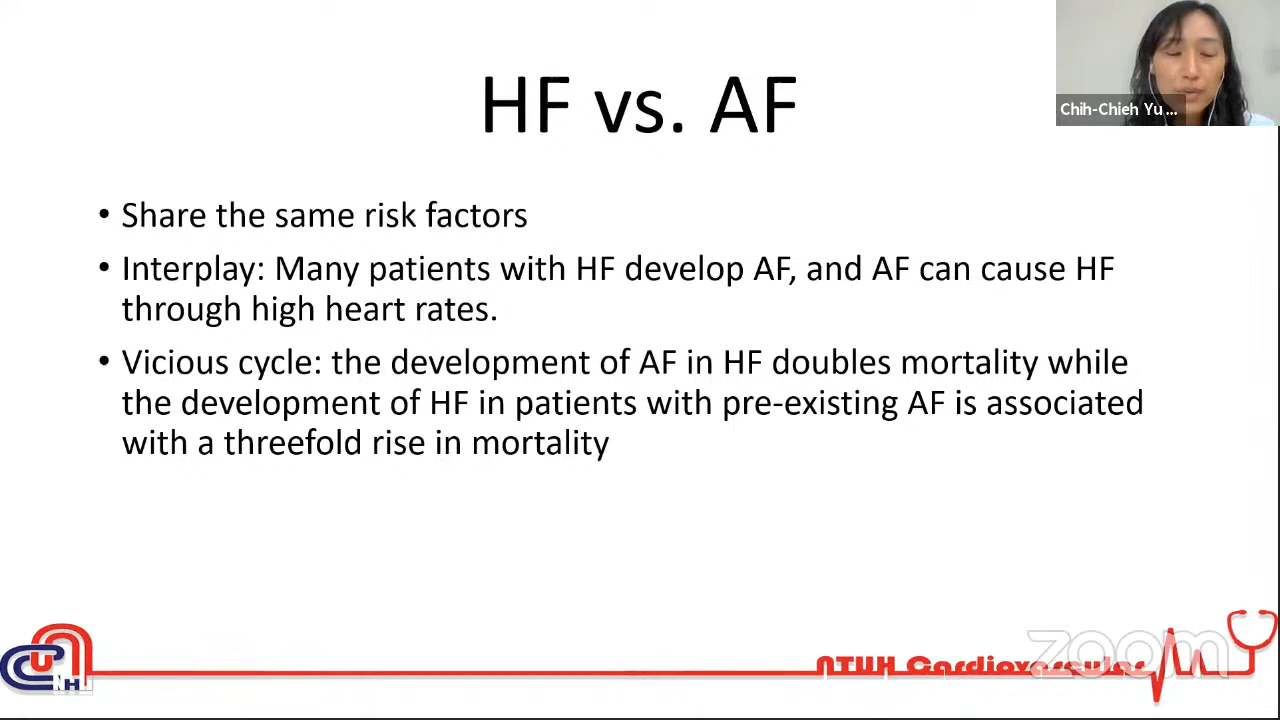 HF vs. AF
Chih-Chieh Yu ...
• Share the same risk factors
• Interplay: Many patients with HF develop AF, and AF can cause HF
through high heart rates.
• Vicious cycle: the development of AF in HF doubles mortality while
the development of HF in patients with pre-existing AF is associated
with a threefold rise in mortality
NTUH Cardiovascular
zoom
U
NH